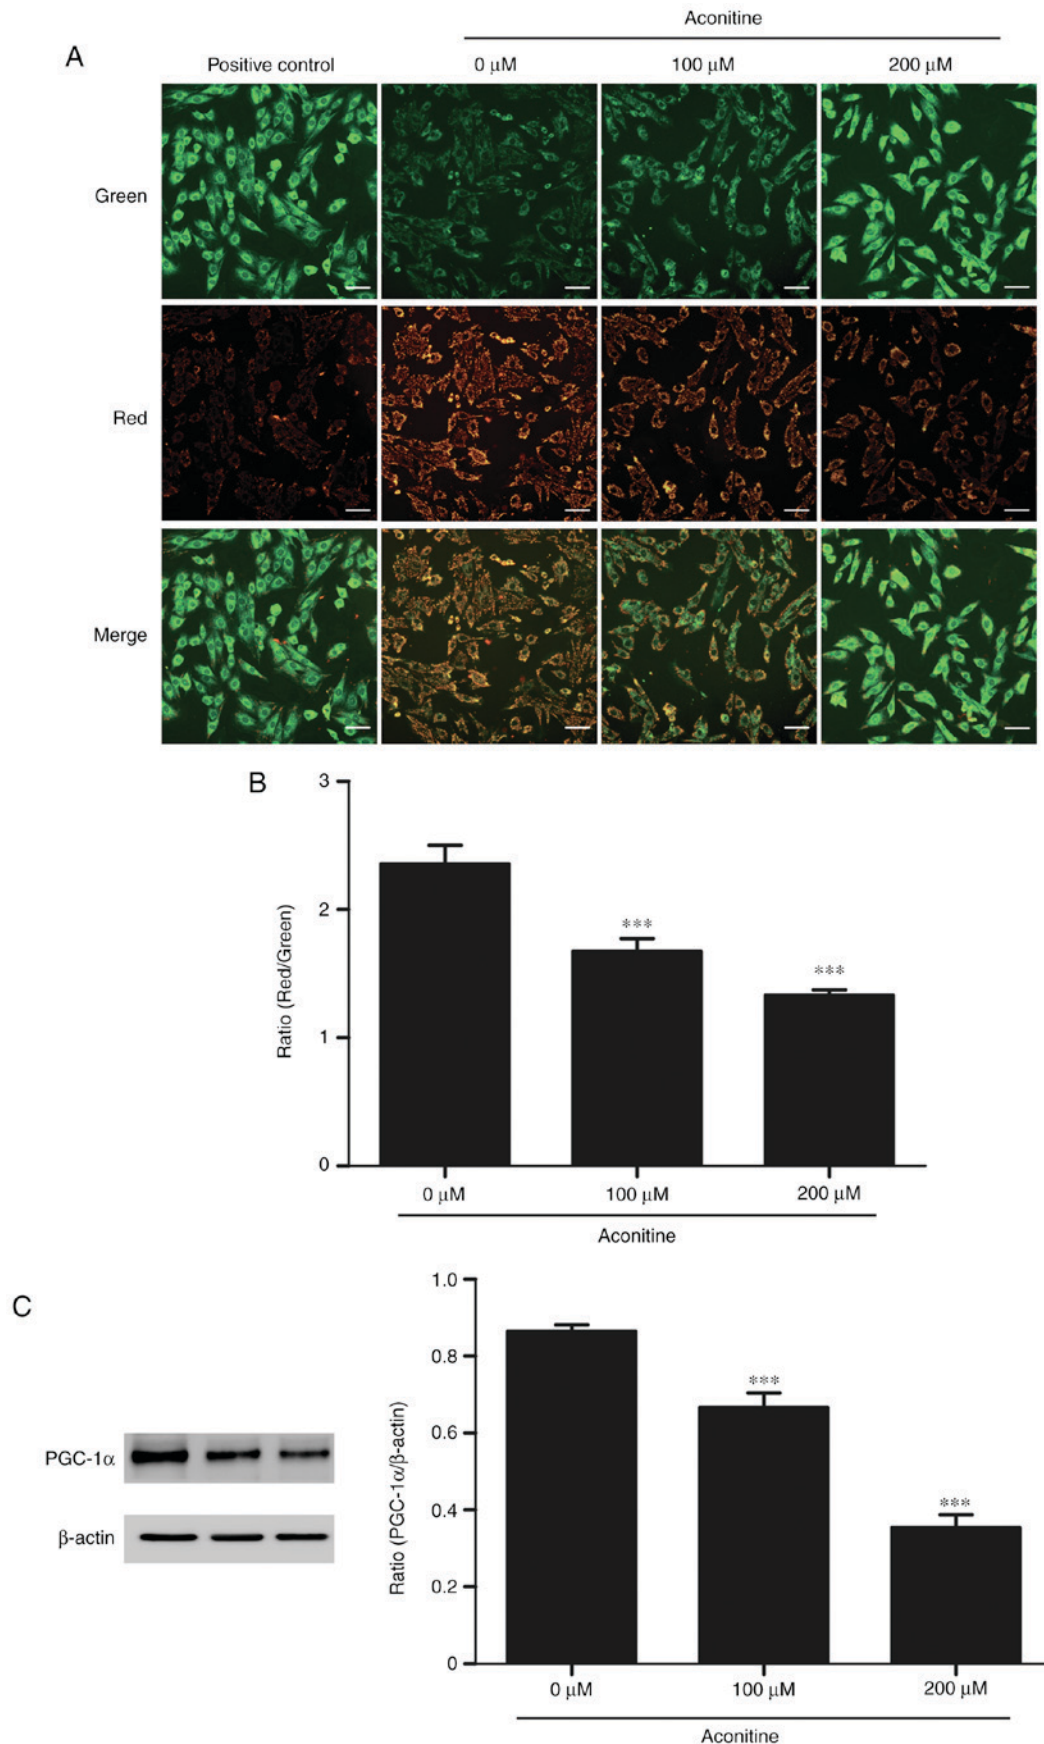 Aconitine
A
Positive control
0 µM
100 µM
200 µM
Green
Red
Merge
B
3
2
1
0
Ratio (Red/Green)
***
***
0 µM
100 µM
200 µM
Aconitine
C
PGC-1α
β-actin
1.0
0.8
0.6
0.4
0.2
0
Ratio (PGC-1α/β-actin)
***
***
0 µM
100 µM
200 µM
Aconitine